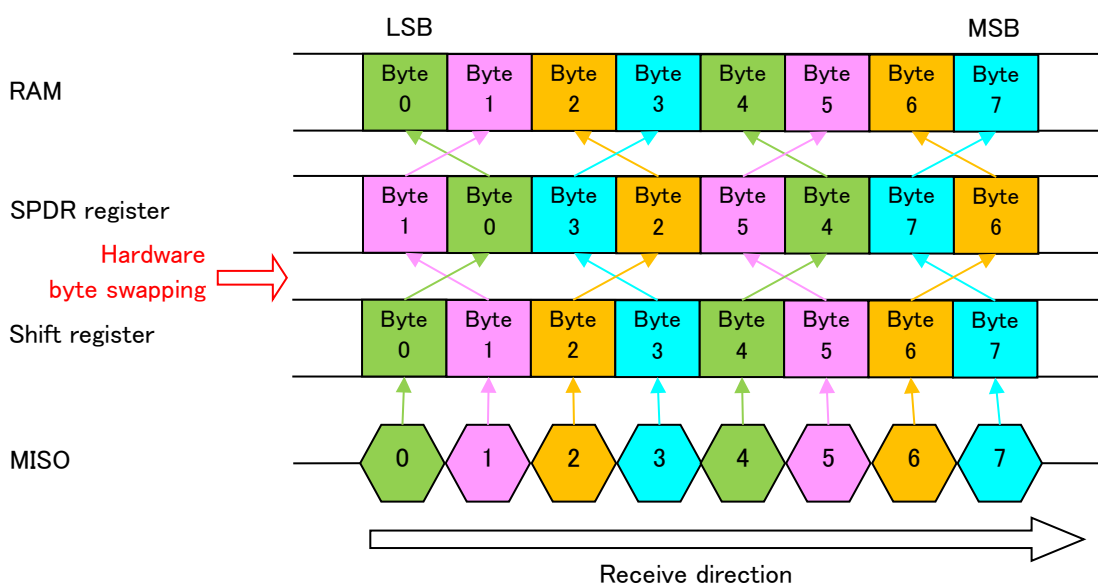 LSB MSB
RAM
Byte Byte Byte Byte Byte Byte Byte Byte
0 1 2 3 4 5 6 7
SPDR register
Byte Byte Byte Byte Byte Byte Byte Byte
1 0 3 2 5 4 7 6
Hardware
byte swapping
Shift register
Byte Byte Byte Byte Byte Byte Byte Byte
0 1 2 3 4 5 6 7
MISO
0 1 2 3 4 5 6 7
Receive direction